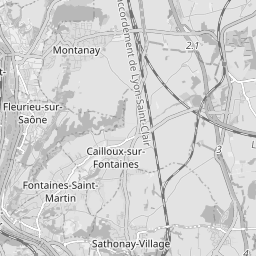 Raccordement de Lyon-Saint-Clair
Montanay
2.1
Fleurieu-sur-
Saône
3
Cailloux-sur-
Fontaines
Fontaines-Saint-
Martin
Sathonay-Village